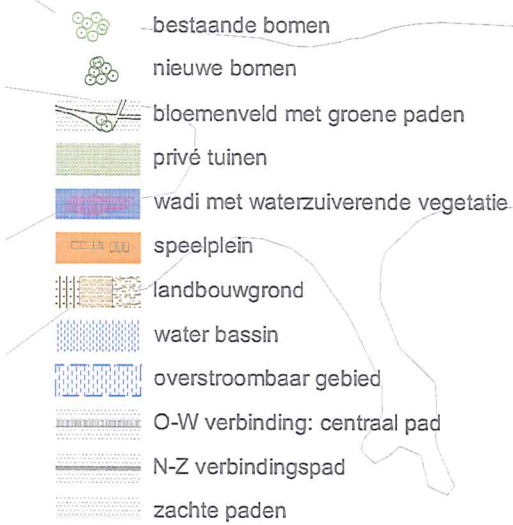 bestaande bomen
nieuwe bomen
bloemenveld met groene paden
privé tuinen
wadi met waterzuiverende vegetatie
speelplein
landbouwgrond
water bassin
overstroombaar gebied
O-W verbinding: centraal pad
N-Z verbindingspad
zachte paden